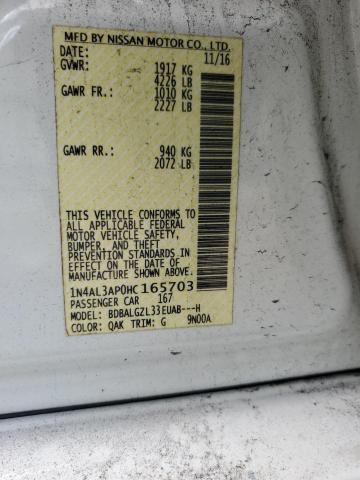 MFD BY NISSAN MOTOR CO., LTD.
DATE: 11/16
GVWR: 1917 KG
4226 LB
GAWR FR.: 1010 KG
2227 LB
GAWR RR.: 940 KG
2072 LB
THIS VEHICLE CONFORMS TO
ALL APPLICABLE FEDERAL
MOTOR VEHICLE SAFETY,
BUMPER, AND THEFT PREVENTION
STANDARDS IN EFFECT ON THE
DATE OF MANUFACTURE SHOWN
ABOVE.
1N4AL3AP0HC165703
PASSENGER CAR 167
MODEL: BDBALGZL33EUAB---H
COLOR: QAK TRIM: G 9N00A